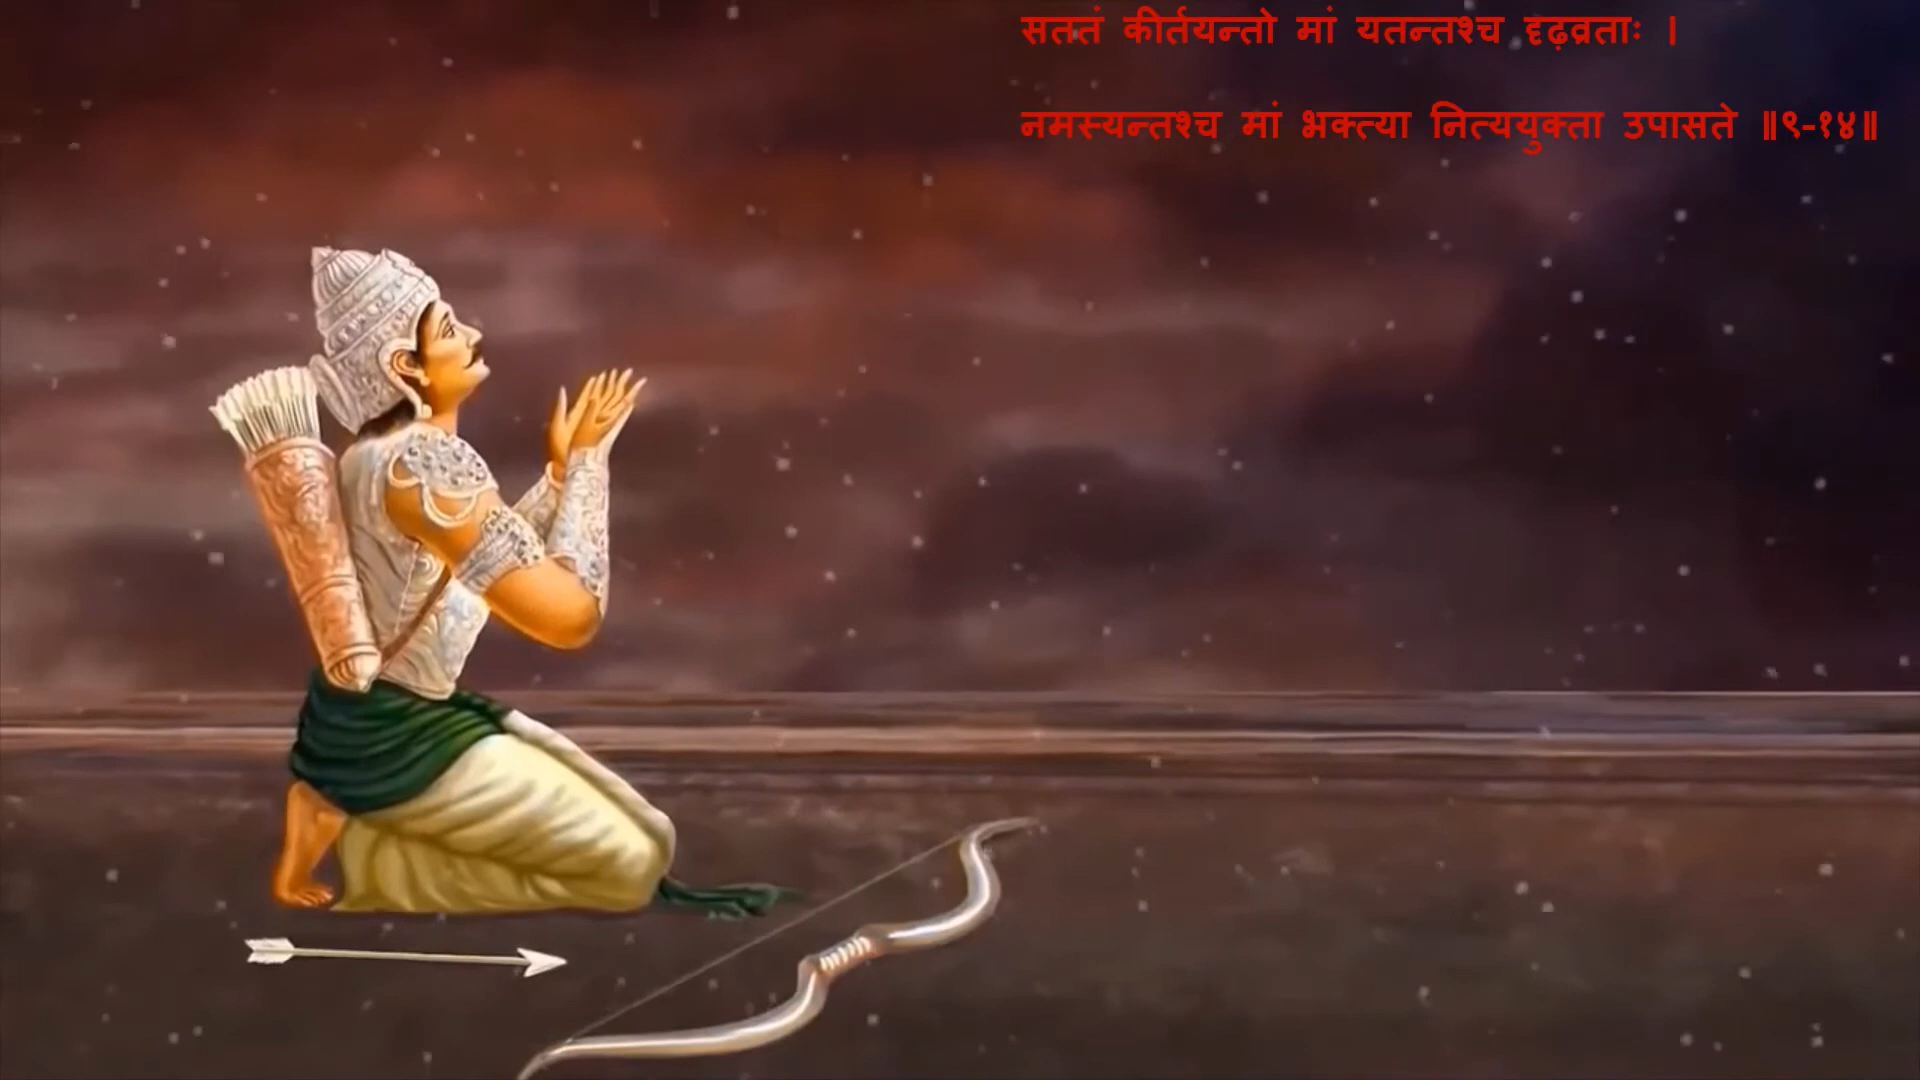 सततं कीर्तयन्तो मां यतन्तश्च दृढव्रताः ।
नमस्यन्तश्च मां भक्त्या नित्ययुक्ता उपासते ॥९-१४॥